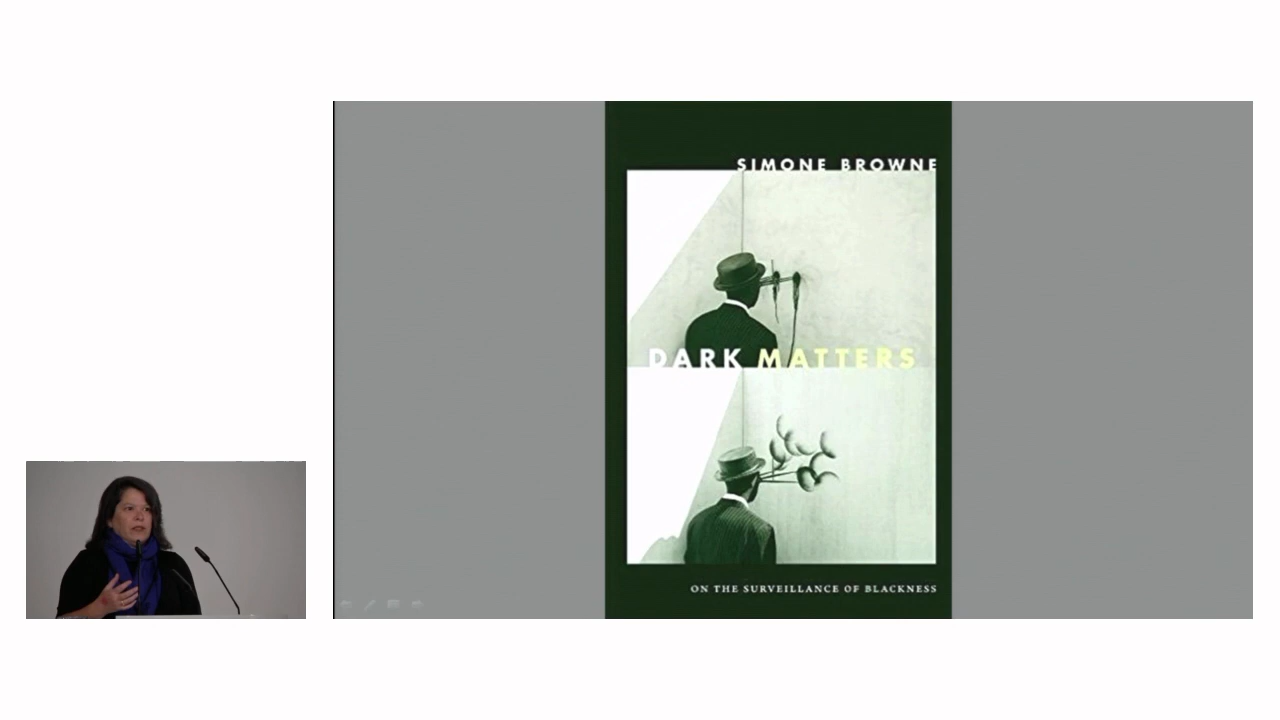 SIMONE BROWNE
DARK MATTERS
ON THE SURVEILLANCE OF BLACKNESS